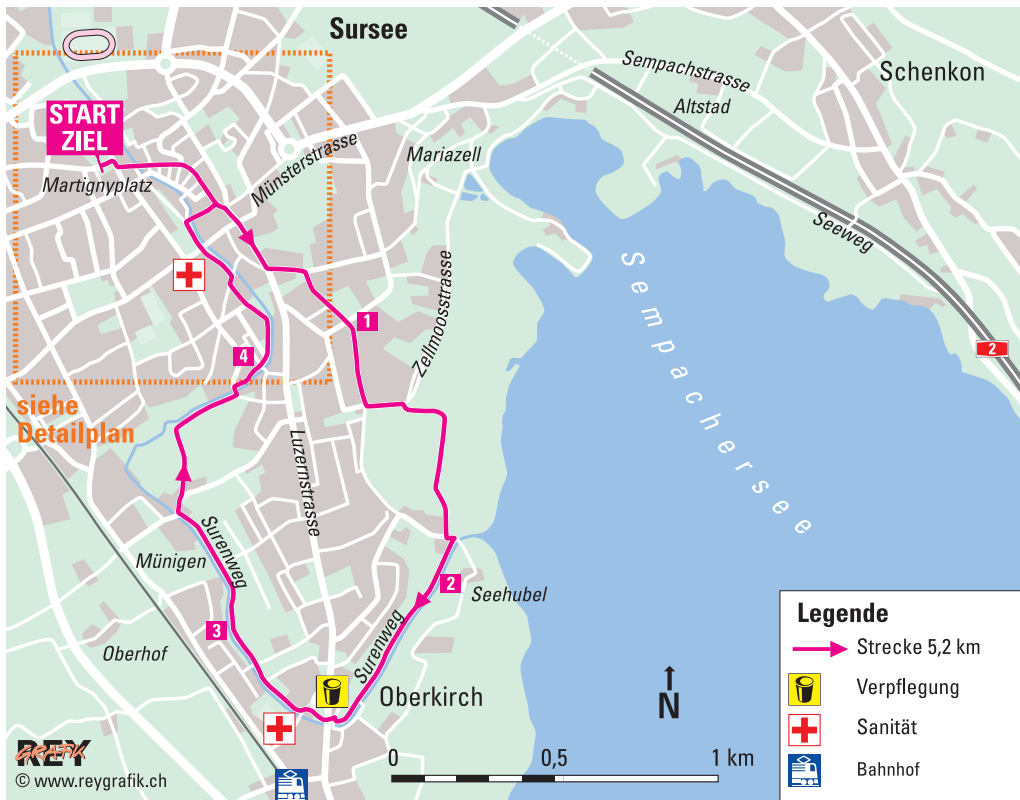 Sursee
Schenkon
Sempachstrasse
Altstad
START
ZIEL
Martignyplatz
Münsterstrasse
Mariazell
Seeweg
Zellmoosstrasse
Sempachersee
1
2
4
siehe
Detailplan
Luzernstrasse
Surenweg
Münigen
2
Seehubel
3
Surenweg
Oberhof
Oberkirch
N
0 0,5 1 km
Legende
Strecke 5,2 km
Verpflegung
Sanität
Bahnhof
REY
GRAFIK
© www.reygrafik.ch